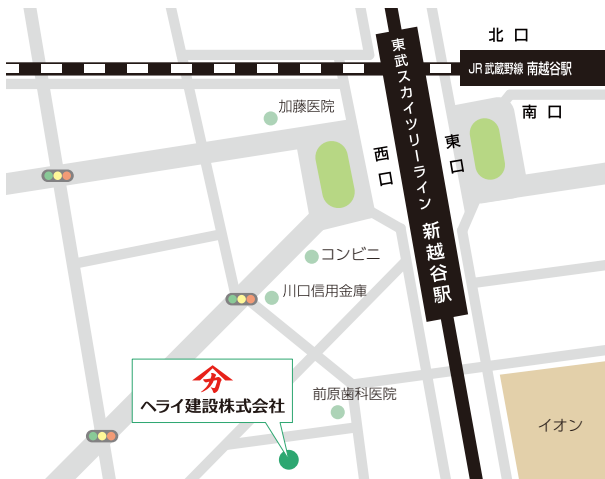 北口
JR 武蔵野線 南越谷駅
南口
東武スカイツリーライン 新越谷駅
西口
東口
加藤医院
コンビニ
川口信用金庫
カ
ヘライ建設株式会社
前原歯科医院
イオン